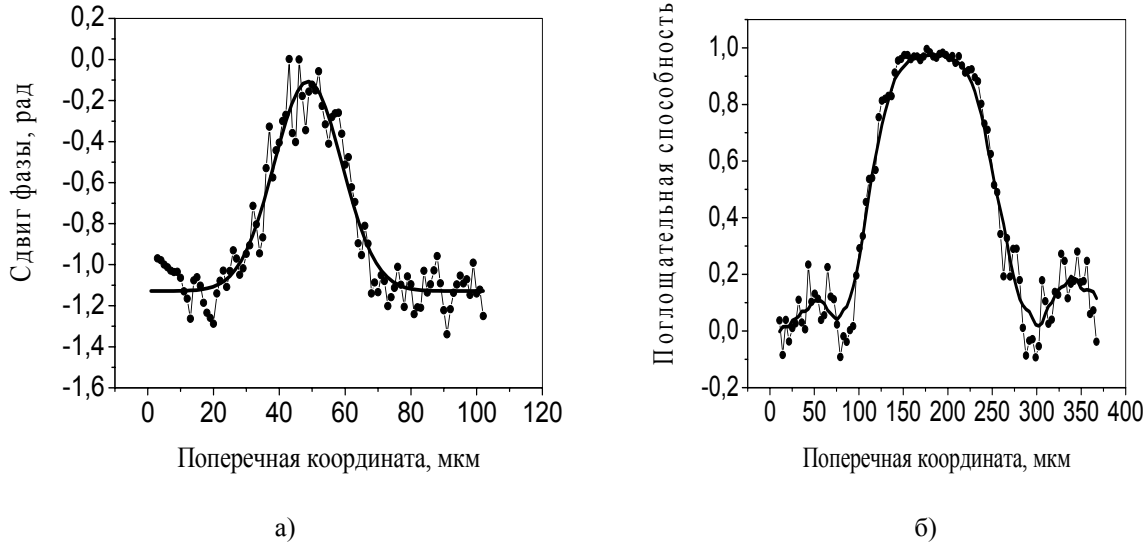 0,2
0,0
-0,2
-0,4
-0,6
-0,8
-1,0
-1,2
-1,4
-1,6
Сдвиг фазы, рад
0 20 40 60 80 100 120
Поперечная координата, мкм
а)
1,0
0,8
0,6
0,4
0,2
0,0
-0,2
Поглощательная способность
0 50 100 150 200 250 300 350 400
Поперечная координата, мкм
б)